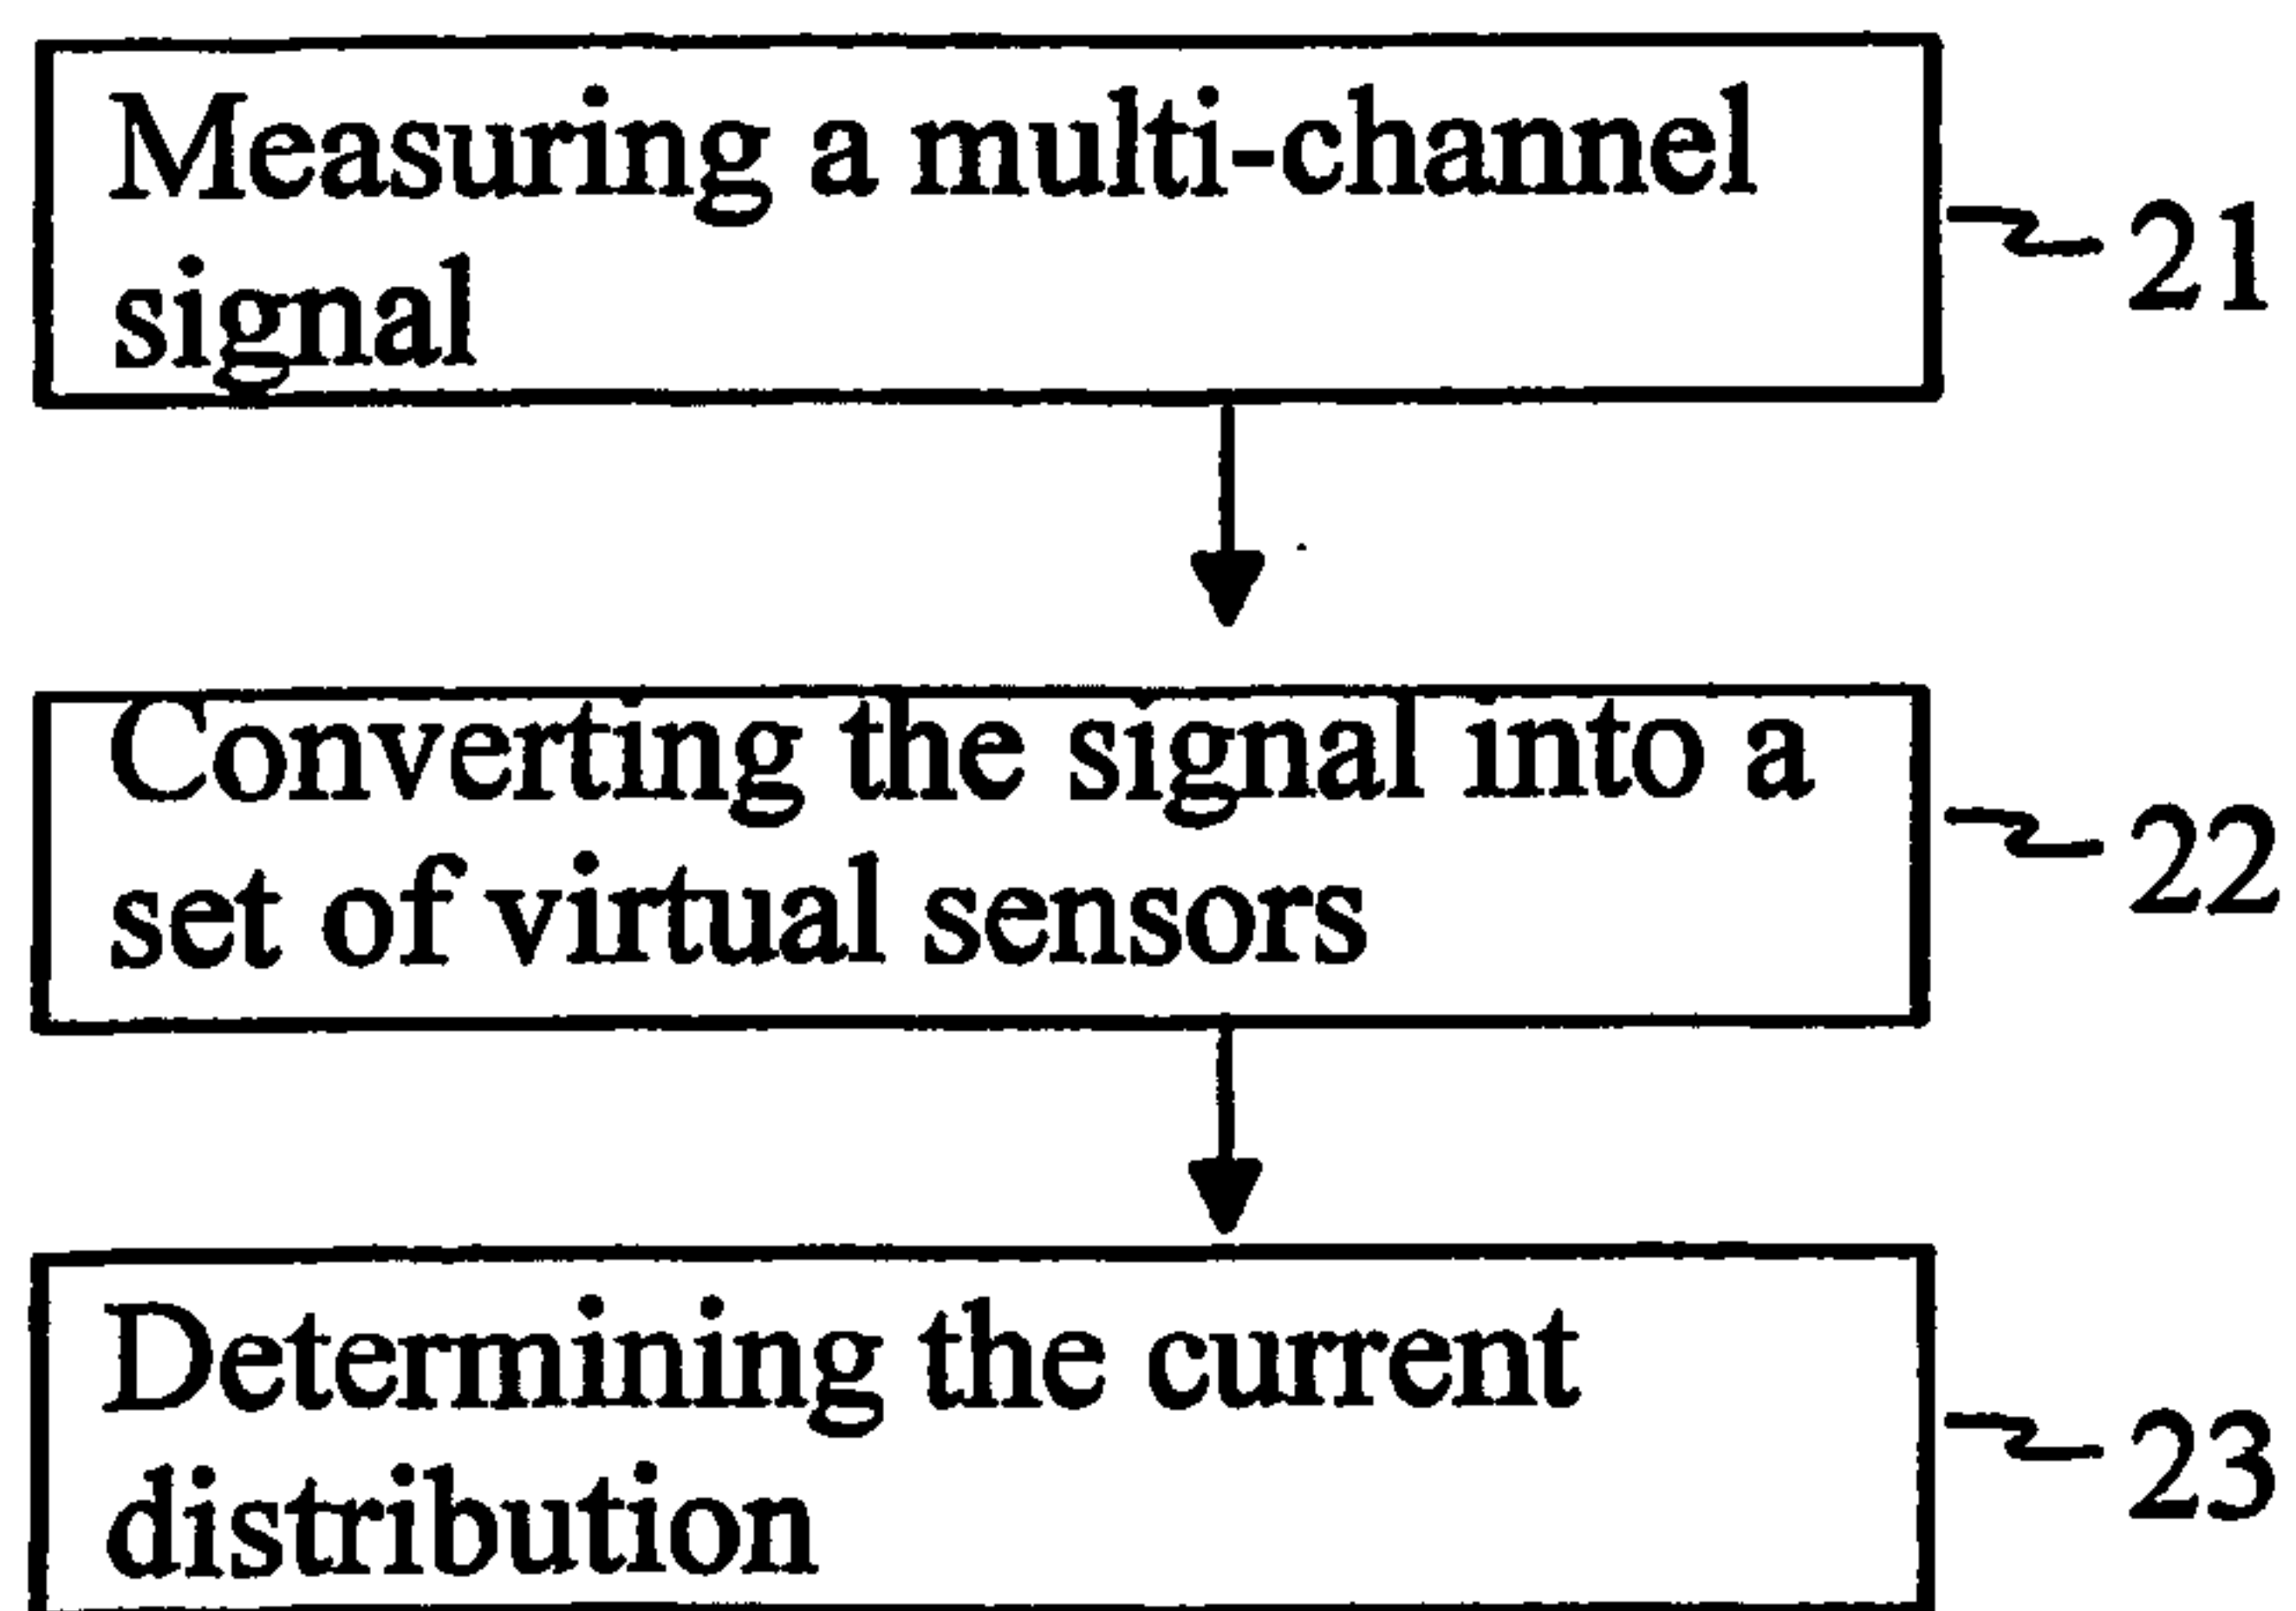 Measuring a multi-channel
signal
21
Converting the signal into a
set of virtual sensors
22
Determining the current
distribution
23